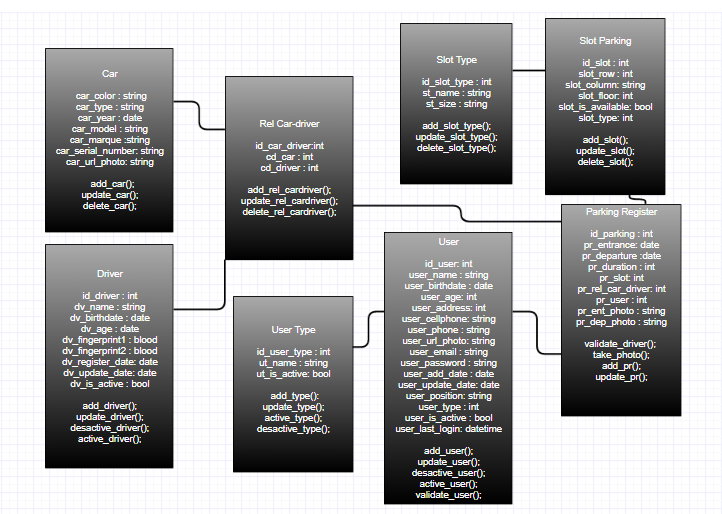 Car
car_color : string
car_type : string
car_year : date
car_model : string
car_marque :string
car_serial_number: string
car_url_photo: string
add_car();
update_car();
delete_car();
Rel Car-driver
id_car_driver:int
cd_car : int
cd_driver : int
add_rel_cardriver();
update_rel_cardriver();
delete_rel_cardriver();
Slot Type
id_slot_type : int
st_name : string
st_size : string
add_slot_type();
update_slot_type();
delete_slot_type();
Slot Parking
id_slot : int
slot_row : int
slot_column: string
slot_floor: int
slot_is_available: bool
slot_type: int
add_slot();
update_slot();
delete_slot();
Driver
id_driver : int
dv_name : string
dv_birthdate : date
dv_age : date
dv_fingerprint1 : blood
dv_fingerprint2 : blood
dv_register_date: date
dv_update_date: date
dv_is_active : bool
add_driver();
update_driver();
desactive_driver();
active_driver();
User Type
id_user_type : int
ut_name : string
ut_is_active: bool
add_type();
update_type();
active_type();
desactive_type();
User
id_user: int
user_name : string
user_birthdate : date
user_age: int
user_address: int
user_cellphone: string
user_phone : string
user_url_photo: string
user_email : string
user_password : string
user_add_date : date
user_update_date: date
user_position: string
user_type : int
user_is_active : bool
user_last_login: datetime
add_user();
update_user();
desactive_user();
active_user();
validate_user();
Parking Register
id_parking : int
pr_entrance: date
pr_departure :date
pr_duration : int
pr_slot: int
pr_rel_car_driver: int
pr_user : int
pr_ent_photo : string
pr_dep_photo : string
validate_driver();
take_photo();
add_pr();
update_pr();